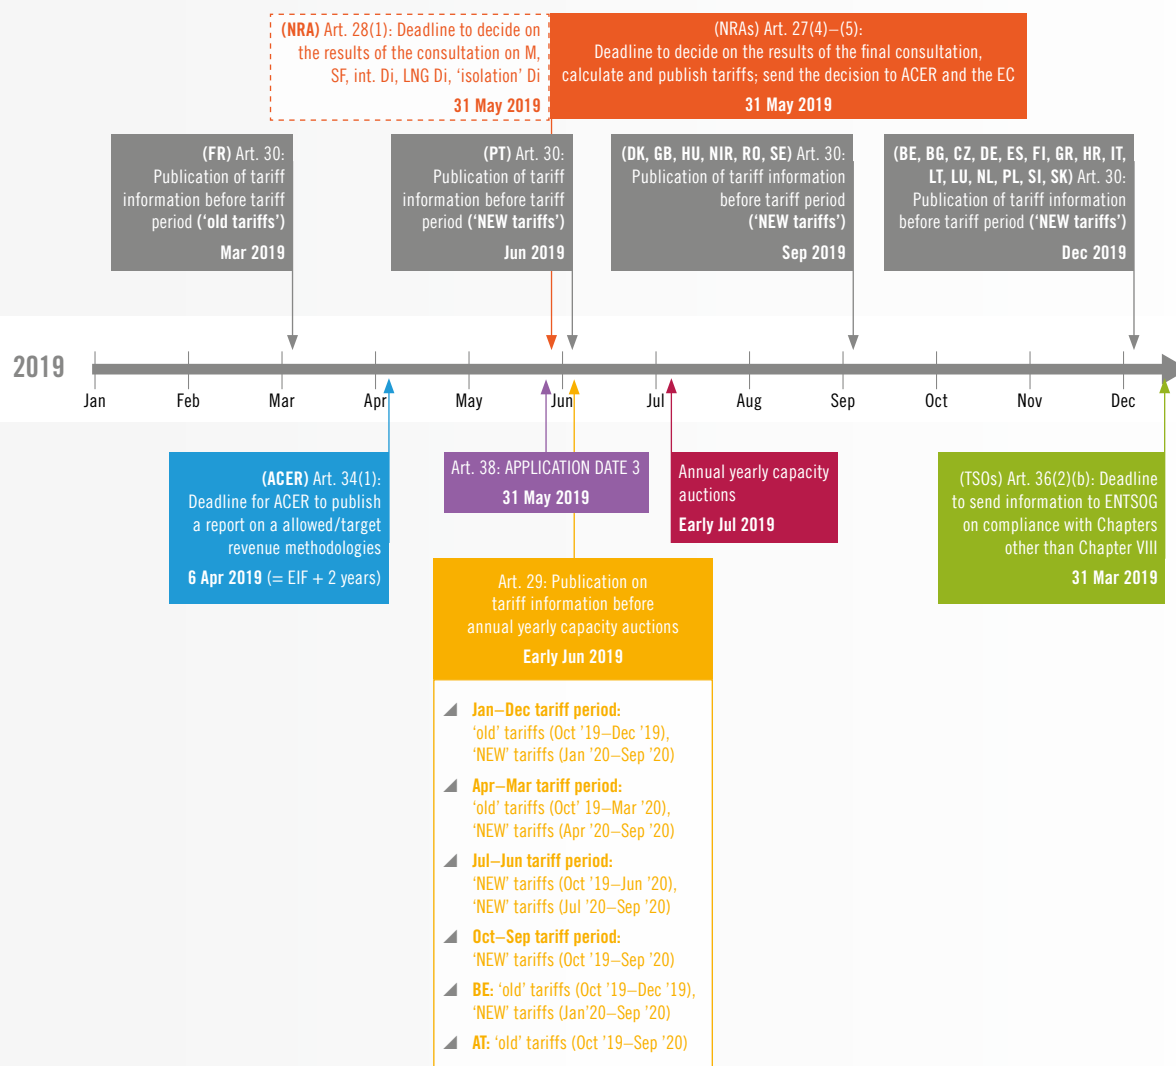 (NRA) Art. 28(1): Deadline to decide on
the results of the consultation on M,
SF, int. Di, LNG Di, ‘isolation’ Di
31 May 2019
(NRAs) Art. 27(4)–(5):
Deadline to decide on the results of the final consultation,
calculate and publish tariffs; send the decision to ACER and the EC
31 May 2019
(FR) Art. 30:
Publication of tariff
information before tariff
period (‘old tariffs’)
Mar 2019
(PT) Art. 30:
Publication of tariff
information before tariff
period (‘NEW tariffs’)
Jun 2019
(DK, GB, HU, NIR, RO, SE) Art. 30:
Publication of tariff information
before tariff period
(‘NEW tariffs’)
Sep 2019
(BE, BG, CZ, DE, ES, FI, GR, HR, IT,
LT, LU, NL, PL, SI, SK) Art. 30:
Publication of tariff information
before tariff period (‘NEW tariffs’)
Dec 2019
2019
Jan Feb Mar Apr May Jun Jul Aug Sep Oct Nov Dec
(ACER) Art. 34(1):
Deadline for ACER to publish
a report on a allowed/target
revenue methodologies
6 Apr 2019 (= EIF + 2 years)
Art. 38: APPLICATION DATE 3
31 May 2019
Annual yearly capacity
auctions
Early Jul 2019
(TSOs) Art. 36(2)(b): Deadline
to send information to ENTSOG
on compliance with Chapters
other than Chapter VIII
31 Mar 2019
Art. 29: Publication on
tariff information before
annual yearly capacity auctions
Early Jun 2019
Jan–Dec tariff period:
‘old’ tariffs (Oct ’19–Dec ’19),
‘NEW’ tariffs (Jan ’20–Sep ’20)
Apr–Mar tariff period:
‘old’ tariffs (Oct’ 19–Mar ’20),
‘NEW’ tariffs (Apr ’20–Sep ’20)
Jul–Jun tariff period:
‘NEW’ tariffs (Oct ’19–Jun ’20),
‘NEW’ tariffs (Jul ’20–Sep ’20)
Oct–Sep tariff period:
‘NEW’ tariffs (Oct ’19–Sep ’20)
BE: ‘old’ tariffs (Oct ’19–Dec ’19),
‘NEW’ tariffs (Jan’20–Sep ’20)
AT: ‘old’ tariffs (Oct ’19–Sep ’20)